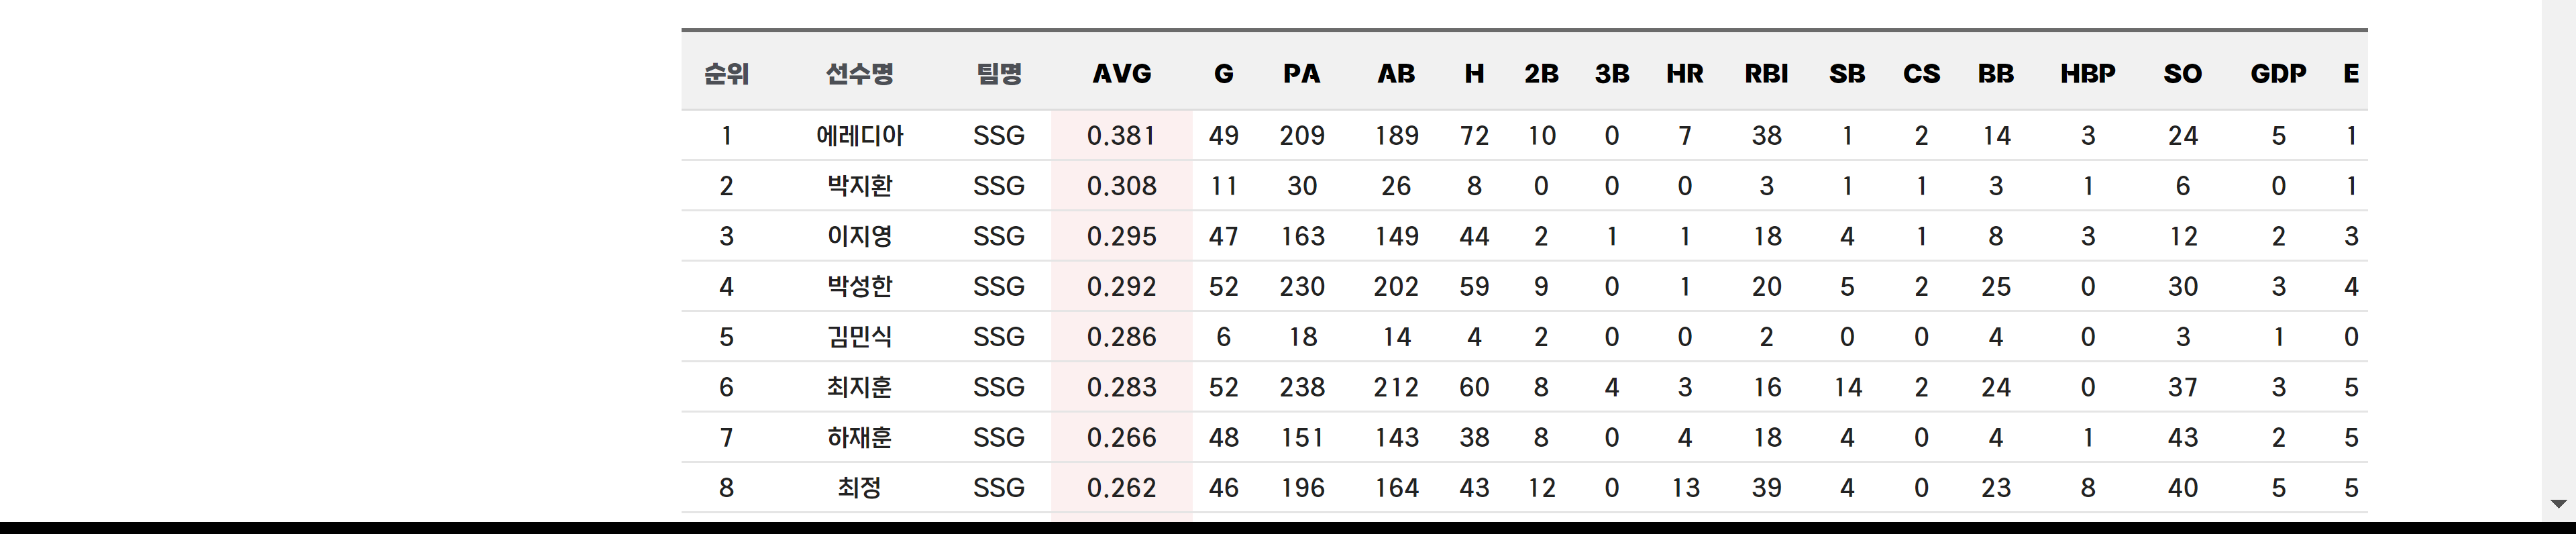 순위 선수명 팀명 AVG G PA AB H 2B 3B HR RBI SB CS BB HBP SO GDP E
1 에레디아 SSG 0.381 49 209 189 72 10 0 7 38 1 2 14 3 24 5 1
2 박지환 SSG 0.308 11 30 26 8 0 0 0 3 1 1 3 1 6 0 1
3 이지영 SSG 0.295 47 163 149 44 2 1 1 18 4 1 8 3 12 2 3
4 박성한 SSG 0.292 52 230 202 59 9 0 1 20 5 2 25 0 30 3 4
5 김민식 SSG 0.286 6 18 14 4 2 0 0 2 0 0 4 0 3 1 0
6 최지훈 SSG 0.283 52 238 212 60 8 4 3 16 14 2 24 0 37 3 5
7 하재훈 SSG 0.266 48 151 143 38 8 0 4 18 4 0 4 1 43 2 5
8 최정 SSG 0.262 46 196 164 43 12 0 13 39 4 0 23 8 40 5 5